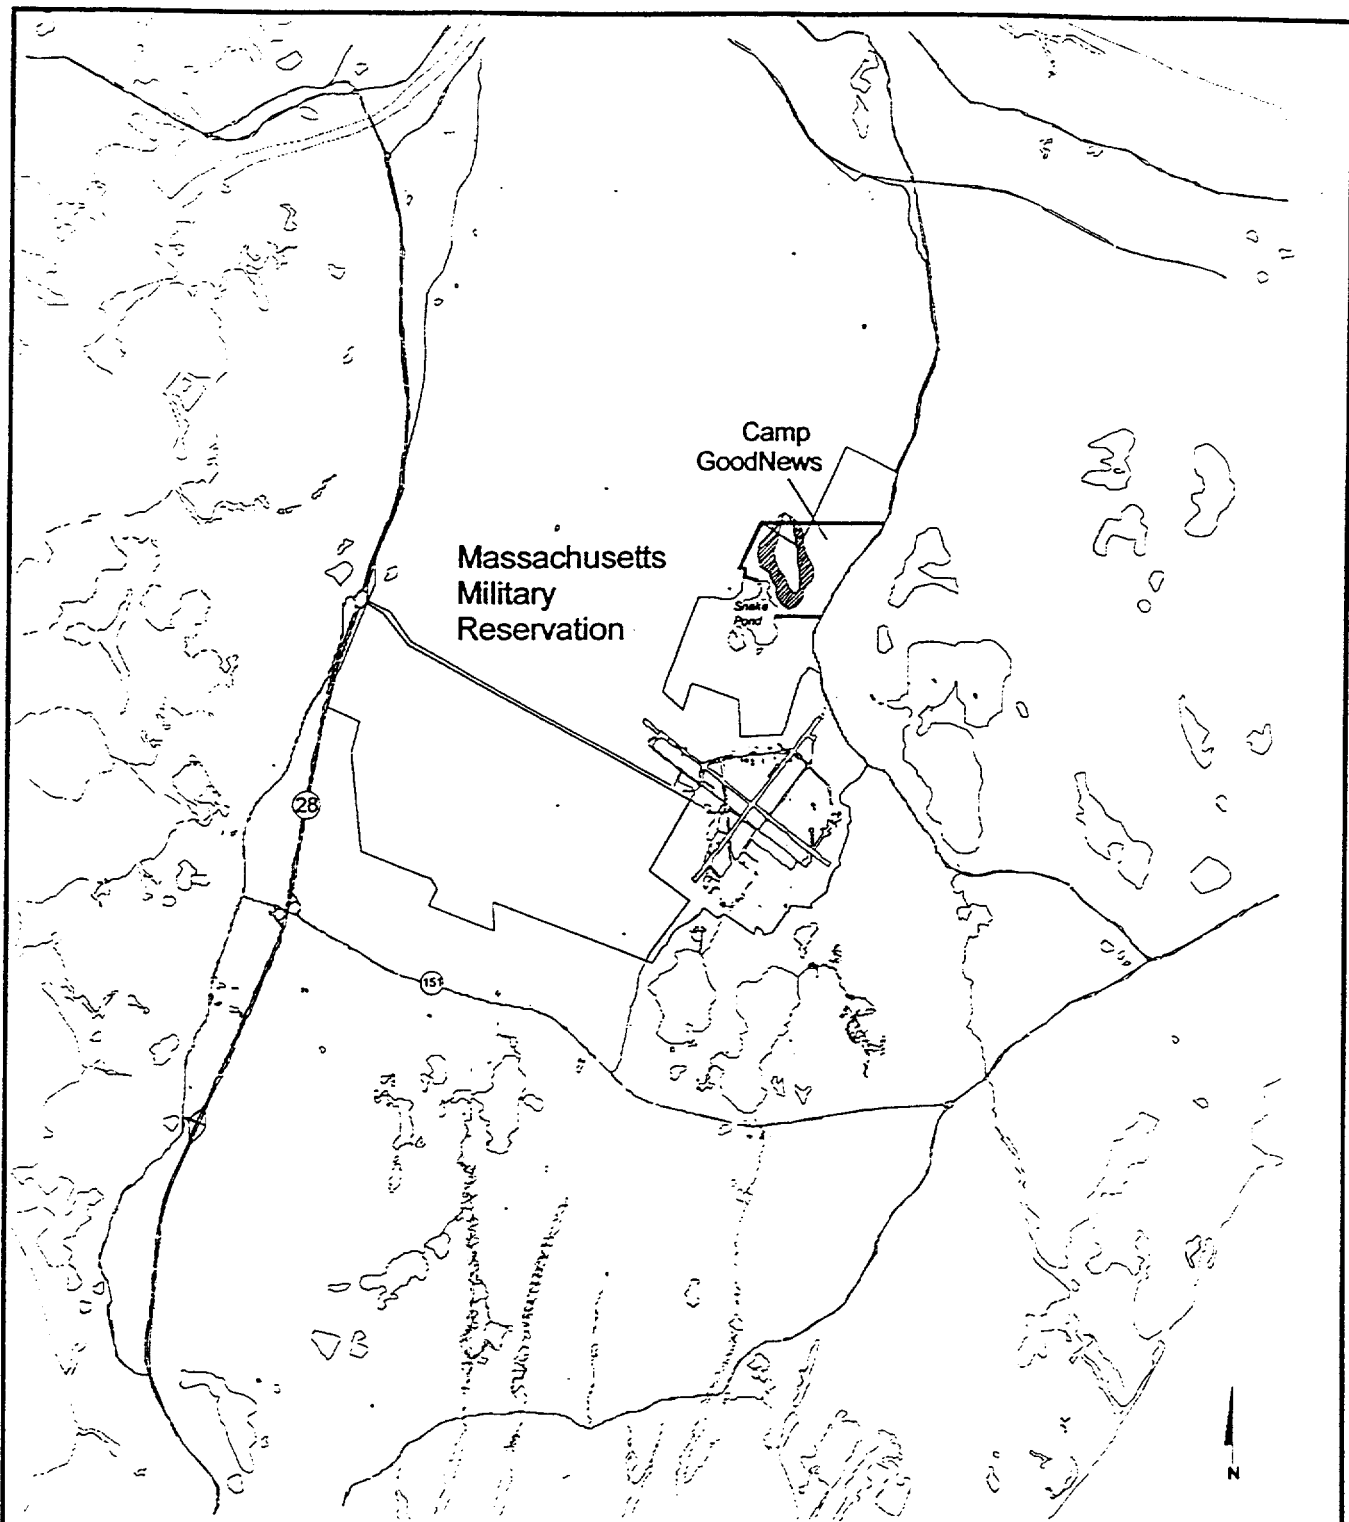 Camp
GoodNews
Massachusetts
Military
Reservation
Snake
Pond
28
151
N